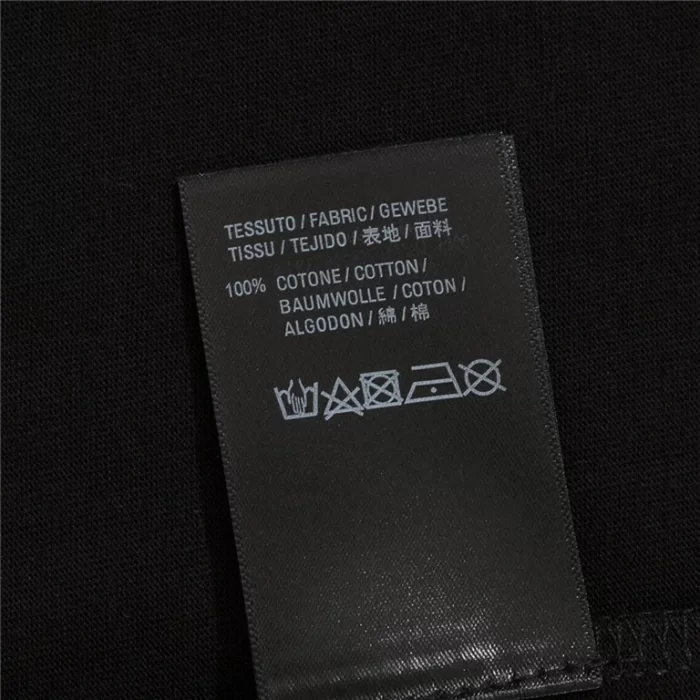 TESSUTO / FABRIC / GEWEBE
TISSU / TEJIDO / 表地 / 面料
100% COTONE / COTTON /
BAUMWOLLE / COTON /
ALGODON / 綿 / 棉